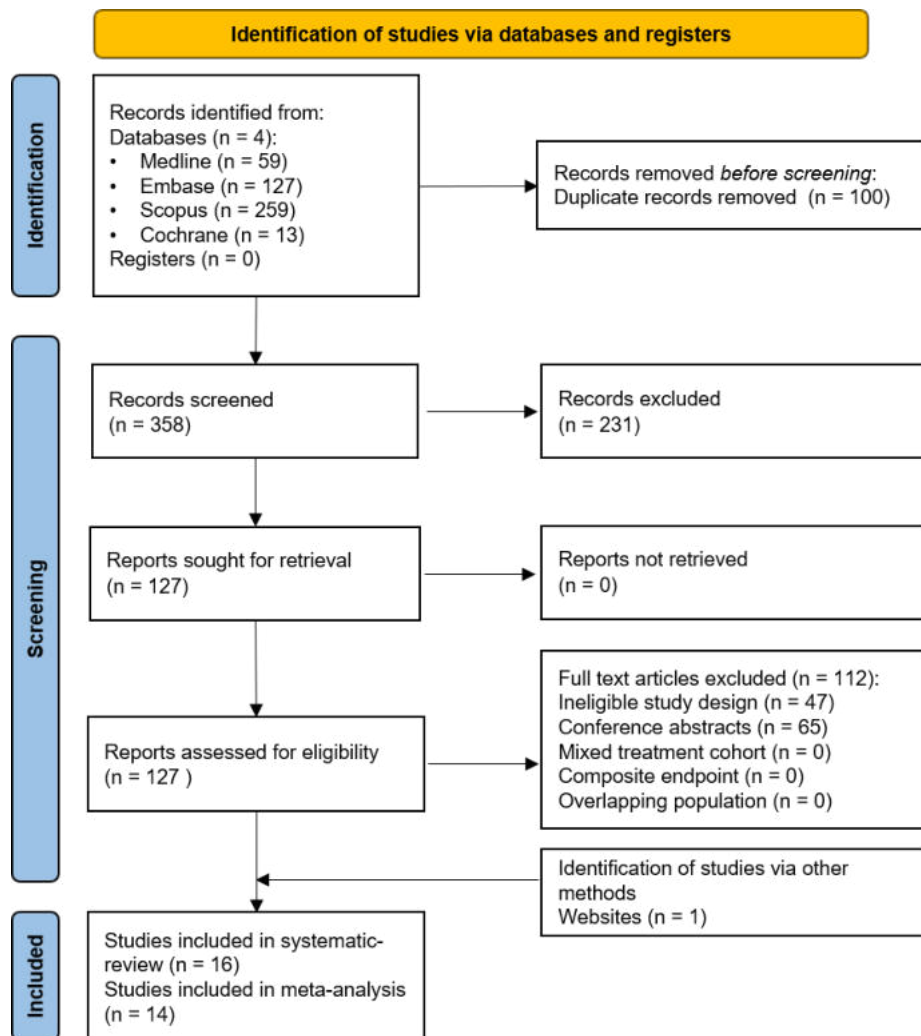 Identification of studies via databases and registers
Identification
Records identified from:
Databases (n = 4):
• Medline (n = 59)
• Embase (n = 127)
• Scopus (n = 259)
• Cochrane (n = 13)
Registers (n = 0)
Records removed before screening:
Duplicate records removed (n = 100)
Screening
Records screened
(n = 358)
Records excluded
(n = 231)
Reports sought for retrieval
(n = 127)
Reports not retrieved
(n = 0)
Reports assessed for eligibility
(n = 127 )
Full text articles excluded (n = 112):
Ineligible study design (n = 47)
Conference abstracts (n = 65)
Mixed treatment cohort (n = 0)
Composite endpoint (n = 0)
Overlapping population (n = 0)
Identification of studies via other
methods
Websites (n = 1)
Included
Studies included in systematic-
review (n = 16)
Studies included in meta-analysis
(n = 14)